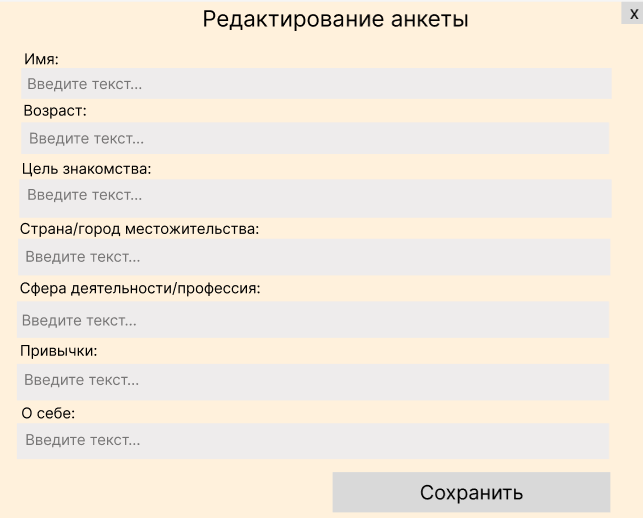 Редактирование анкеты
x
Имя:
Введите текст...
Возраст:
Введите текст...
Цель знакомства:
Введите текст...
Страна/город местожительства:
Введите текст...
Сфера деятельности/профессия:
Введите текст...
Привычки:
Введите текст...
О себе:
Введите текст...
Сохранить